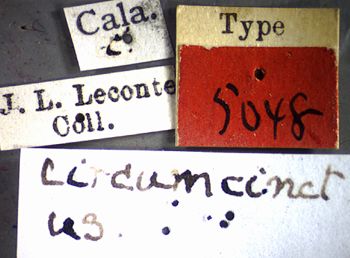 Cala.
J. L. Leconte
Coll.
Type
5048
circumcinct
us.